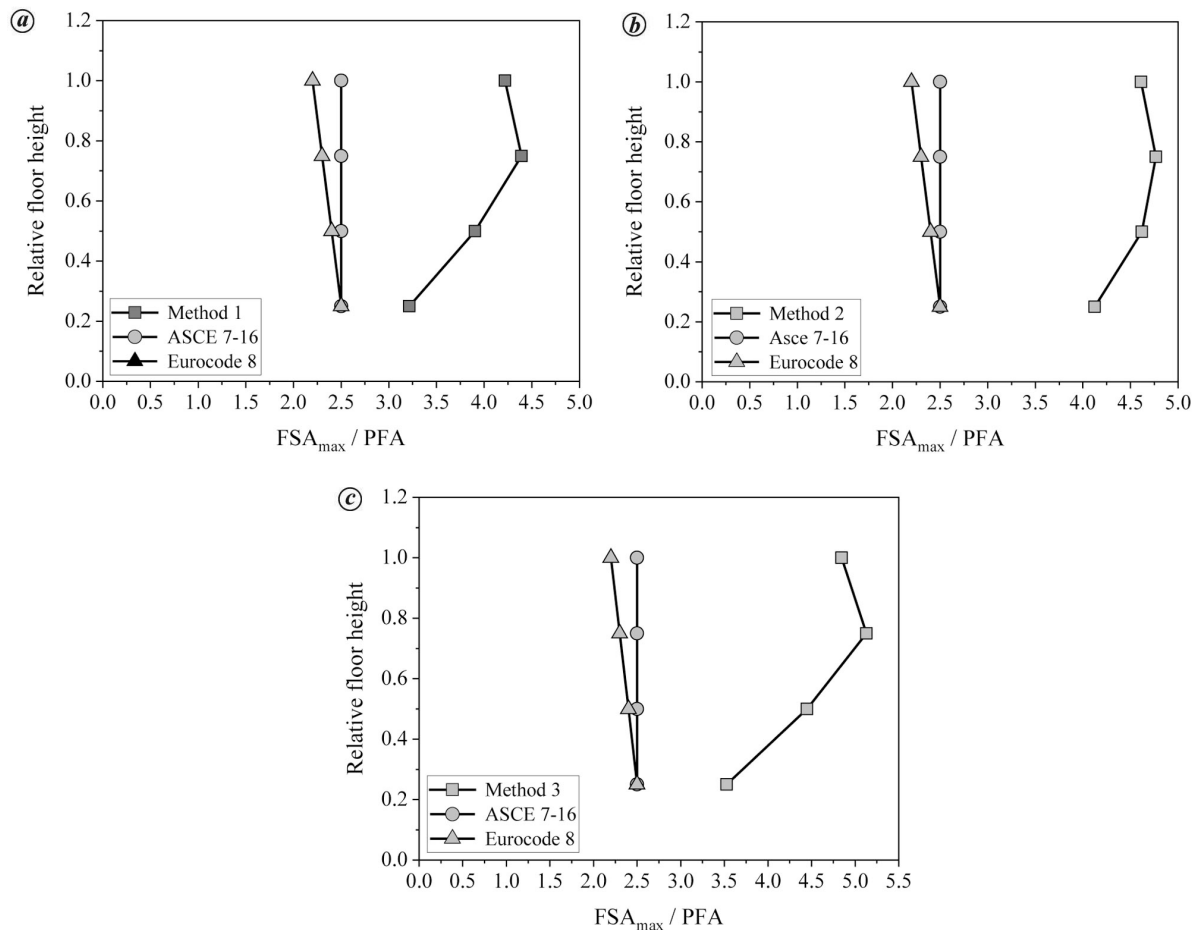 a
1.2
1.0
0.8
0.6
0.4
0.2
0.0
Relative floor height
Method 1
ASCE 7-16
Eurocode 8
0.0 0.5 1.0 1.5 2.0 2.5 3.0 3.5 4.0 4.5 5.0
FSAmax / PFA
b
1.2
1.0
0.8
0.6
0.4
0.2
0.0
Relative floor height
Method 2
Asce 7-16
Eurocode 8
0.0 0.5 1.0 1.5 2.0 2.5 3.0 3.5 4.0 4.5 5.0
FSAmax / PFA
c
1.2
1.0
0.8
0.6
0.4
0.2
0.0
Relative floor height
Method 3
ASCE 7-16
Eurocode 8
0.0 0.5 1.0 1.5 2.0 2.5 3.0 3.5 4.0 4.5 5.0 5.5
FSAmax / PFA